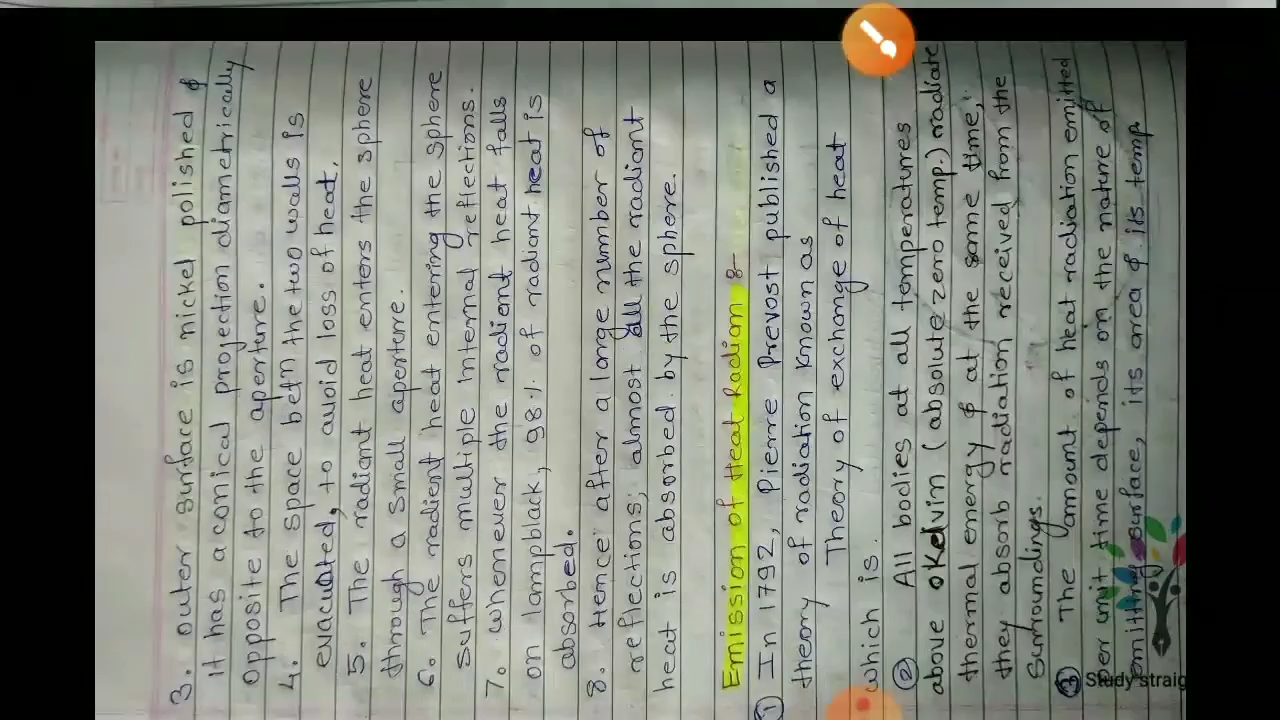 3. outer surface is nickel polished &
It has a conical projection diametrically
opposite to the aperture.
4. The space betn the two walls is
evacuated, to avoid loss of heat.
5. The radiant heat enters the sphere
through a small aperture.
6. The radient heat entering the sphere
suffers multiple internal reflections.
7. whenever the radient heat falls
on lampblack, 98% of radiant heat is
absorbed.
8. Hence after a large number of
reflections, almost all the radiant
heat is absorbed by the sphere.
Emission of Heat Radion :-
① In 1792, Pierre Prevost published a
theory of radiation known as
Theory of exchange of heat
which is.
② All bodies at all temperatures
above 0 Kelvin (absolute zero temp.) radiate
thermal energy & at the same time,
they absorb radiation received from the
surroundings.
③ The amount of heat radiation emitted
per unit time depends on the nature of
emitting surface, its area & its temp.
Study straig